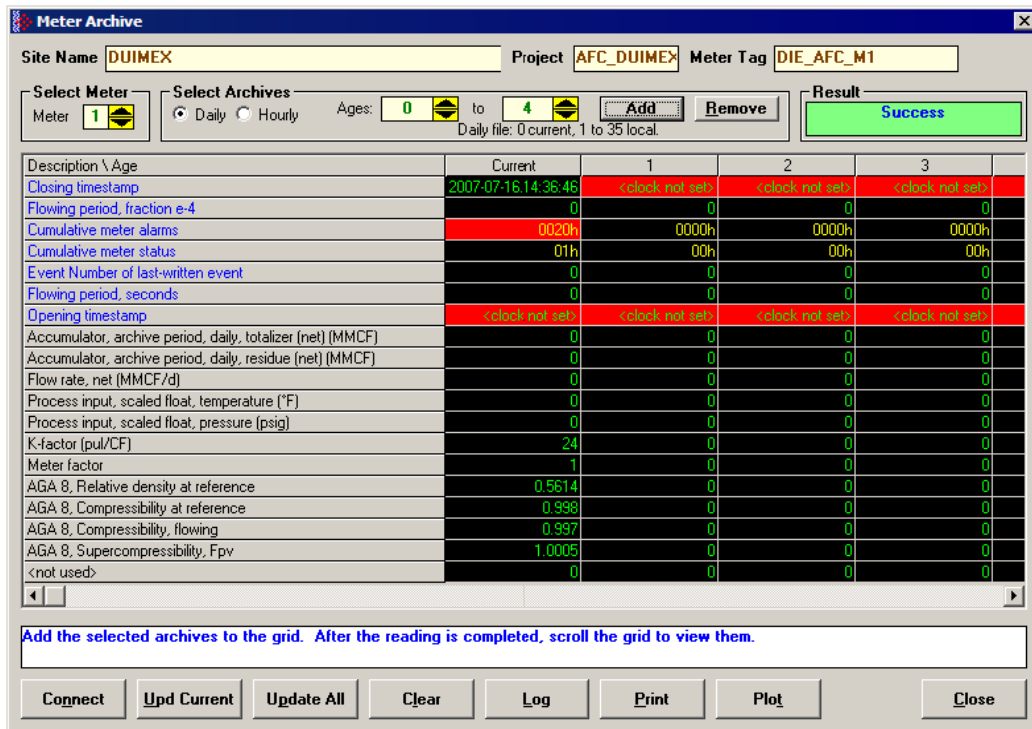 Meter Archive
Site Name DUIMEX Project AFC_DUIMEX Meter Tag DIE_AFC_M1
Select Meter Select Archives Result
Meter 1 Daily Hourly Ages: 0 to 4 Add Remove Success
Daily file: 0 current, 1 to 35 local.
Description \ Age Current 1 2 3
Closing timestamp 2007-07-16.14:36:46 <clock not set> <clock not set> <clock not set>
Flowing period, fraction e-4 0 0 0 0
Cumulative meter alarms 0020h 0000h 0000h 0000h
Cumulative meter status 01h 00h 00h 00h
Event Number of last-written event 0 0 0 0
Flowing period, seconds 0 0 0 0
Opening timestamp <clock not set> <clock not set> <clock not set> <clock not set>
Accumulator, archive period, daily, totalizer (net) (MMCF) 0 0 0 0
Accumulator, archive period, daily, residue (net) (MMCF) 0 0 0 0
Flow rate, net (MMCF/d) 0 0 0 0
Process input, scaled float, temperature (°F) 0 0 0 0
Process input, scaled float, pressure (psig) 0 0 0 0
K-factor (pul/CF) 24 0 0 0
Meter factor 1 0 0 0
AGA 8, Relative density at reference 0.5614 0 0 0
AGA 8, Compressibility at reference 0.998 0 0 0
AGA 8, Compressibility, flowing 0.997 0 0 0
AGA 8, Supercompressibility, Fpv 1.0005 0 0 0
<not used> 0 0 0 0
Add the selected archives to the grid. After the reading is completed, scroll the grid to view them.
Connect Upd Current Update All Clear Log Print Plot Close